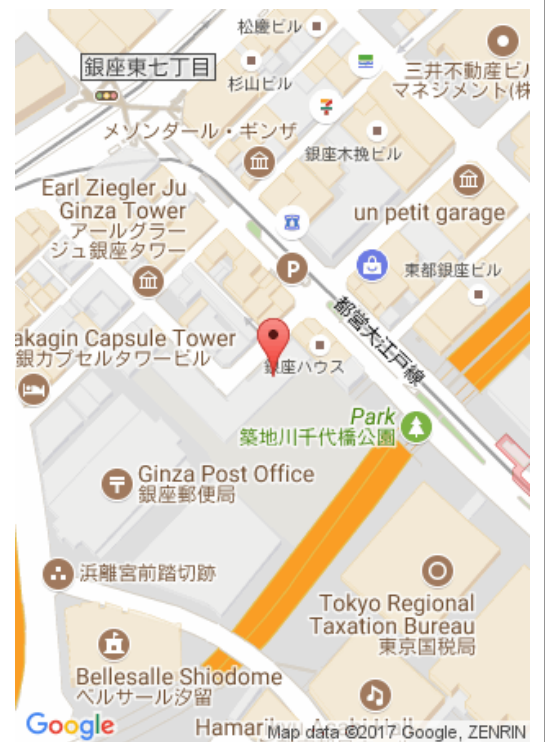 松慶ビル
銀座東七丁目
杉山ビル
三井不動産ビ
マネジメント(株
メゾンダール・ギンザ
銀座木挽ビル
Earl Ziegler Ju
Ginza Tower
アールグラー
ジュ銀座タワー
un petit garage
P
東都銀座ビル
都営大江戸線
akagin Capsule Tower
銀カプセルタワービル
銀座ハウス
Park
築地川千代橋公園
Ginza Post Office
銀座郵便局
浜離宮前踏切跡
Tokyo Regional
Taxation Bureau
東京国税局
Bellesalle Shiodome
ベルサール汐留
Google
Map data ©2017 Google, ZENRIN